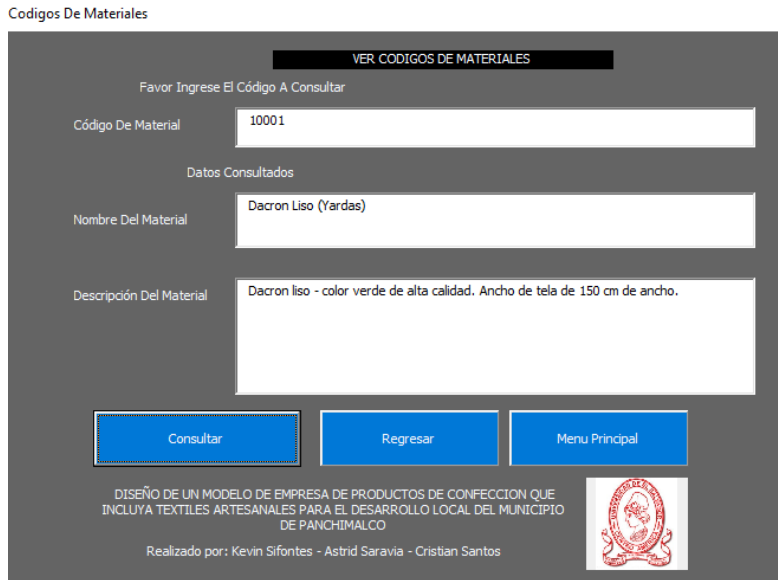 Codigos De Materiales
VER CODIGOS DE MATERIALES
Favor Ingrese El Código A Consultar
Código De Material
10001
Datos Consultados
Nombre Del Material
Dacron Liso (Yardas)
Descripción Del Material
Dacron liso - color verde de alta calidad. Ancho de tela de 150 cm de ancho.
Consultar
Regresar
Menu Principal
DISEÑO DE UN MODELO DE EMPRESA DE PRODUCTOS DE CONFECCION QUE
INCLUYA TEXTILES ARTESANALES PARA EL DESARROLLO LOCAL DEL MUNICIPIO
DE PANCHIMALCO
Realizado por: Kevin Sifontes - Astrid Saravia - Cristian Santos